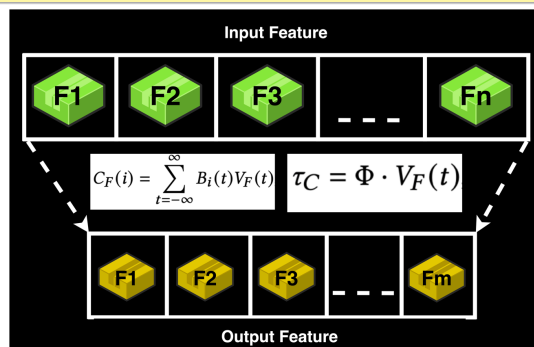 Input Feature
F1 F2 F3 _ _ _ Fn
C_F(i) = ∑_{t=-∞}^{∞} B_i(t)V_F(t)
τ_C = Φ · V_F(t)
F1 F2 F3 _ _ _ Fm
Output Feature